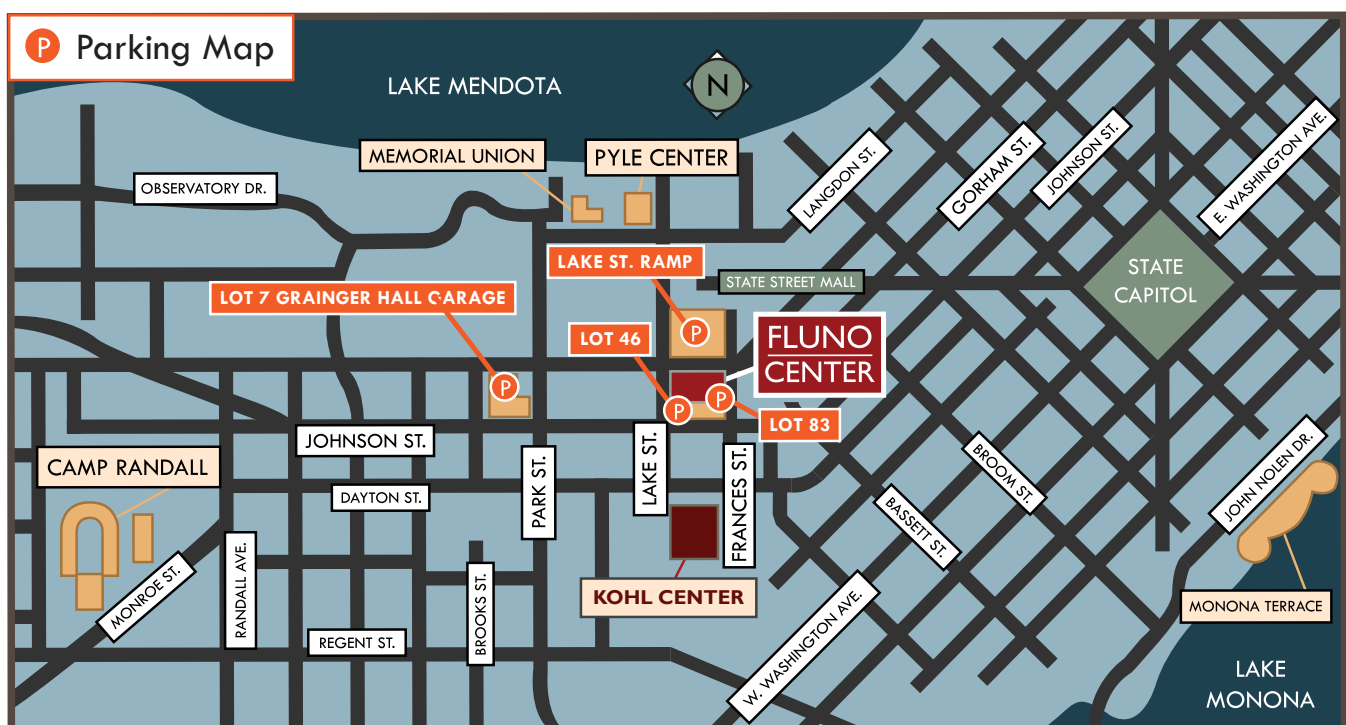 P Parking Map
LAKE MENDOTA
N
MEMORIAL UNION
PYLE CENTER
OBSERVATORY DR.
LANGDON ST.
GORHAM ST.
JOHNSON ST.
E. WASHINGTON AVE.
LAKE ST. RAMP
STATE STREET MALL
STATE
CAPITOL
LOT 7 GRAINGER HALL GARAGE
P
LOT 46
FLUNO
CENTER
P
P
P
LOT 83
JOHNSON ST.
CAMP RANDALL
DAYTON ST.
PARK ST.
LAKE ST.
FRANCES ST.
BROOM ST.
BASSETT ST.
JOHN NOLEN DR.
MONROE ST.
RANDALL AVE.
BROOKS ST.
KOHL CENTER
REGENT ST.
W. WASHINGTON AVE.
MONONA TERRACE
LAKE
MONONA